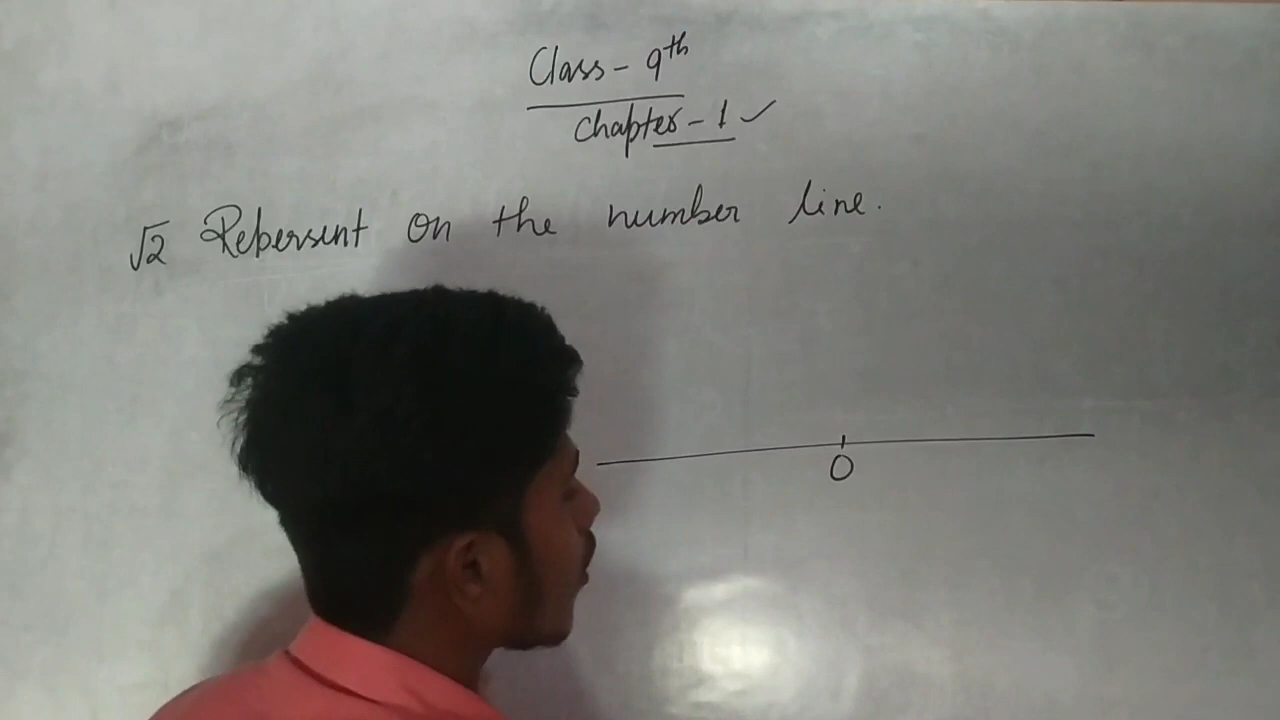 Class - 9th
Chapter - 1 ✓
√2 Rebersent on the number line.
0